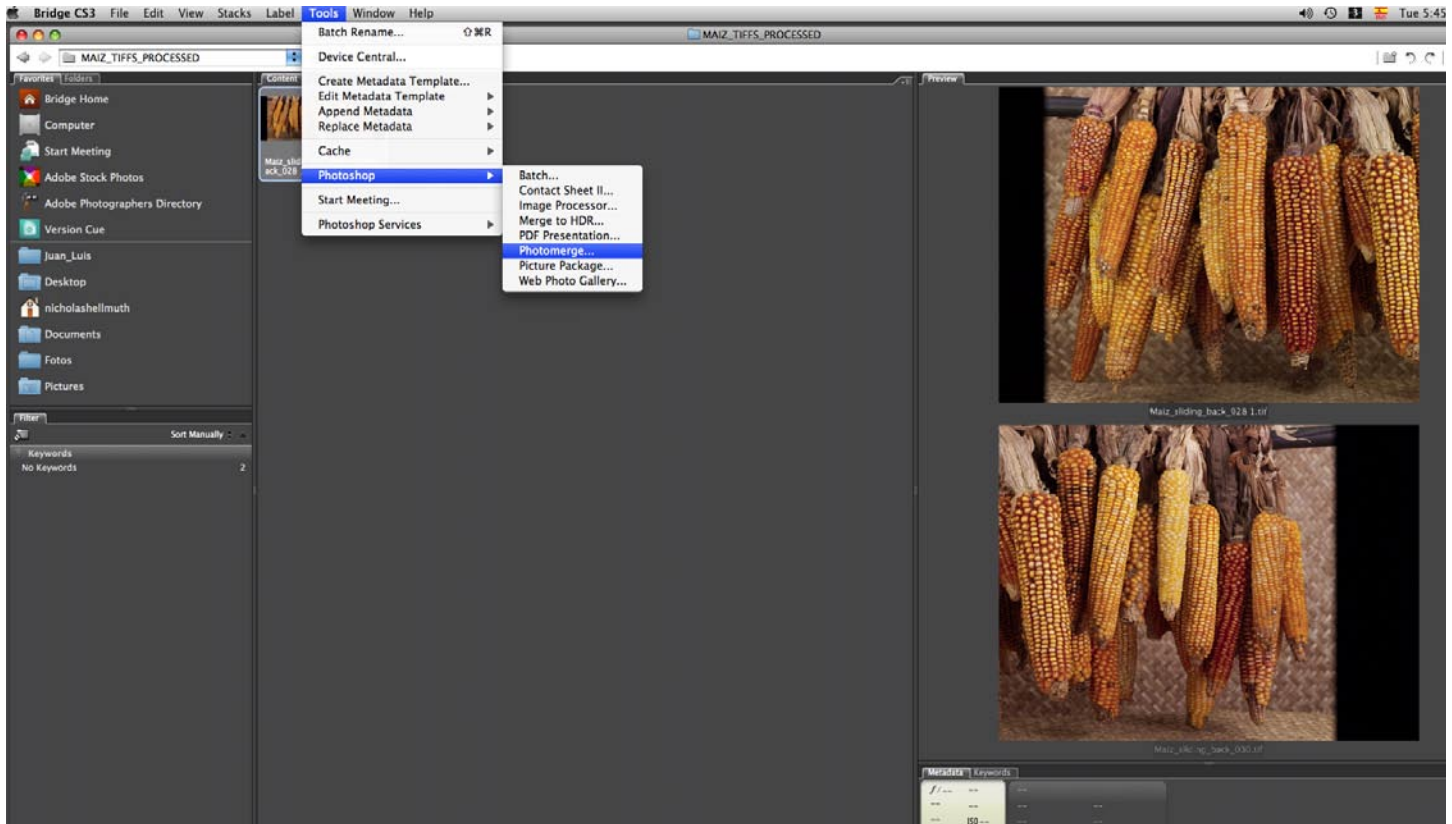 Bridge CS3 File Edit View Stacks Label Tools Window Help Tue 5:45
MAIZ_TIFFS_PROCESSED
MAIZ_TIFFS_PROCESSED
Favorites Folders
Bridge Home
Computer
Start Meeting
Adobe Stock Photos
Adobe Photographers Directory
Version Cue
Juan_Luis
Desktop
nicholashellmuth
Documents
Fotos
Pictures
Filter
Sort Manually
Keywords
No Keywords 2
Content
Batch Rename... ⇧⌘R
Device Central...
Create Metadata Template...
Edit Metadata Template
Append Metadata
Replace Metadata
Cache
Photoshop
Start Meeting...
Photoshop Services
Batch...
Contact Sheet II...
Image Processor...
Merge to HDR...
PDF Presentation...
Photomerge...
Picture Package...
Web Photo Gallery...
Preview
Maiz_sliding_back_028 1.tif
Maiz_sliding_back_030.tif
Metadata Keywords
f/-- --
-- --
-- ISO --